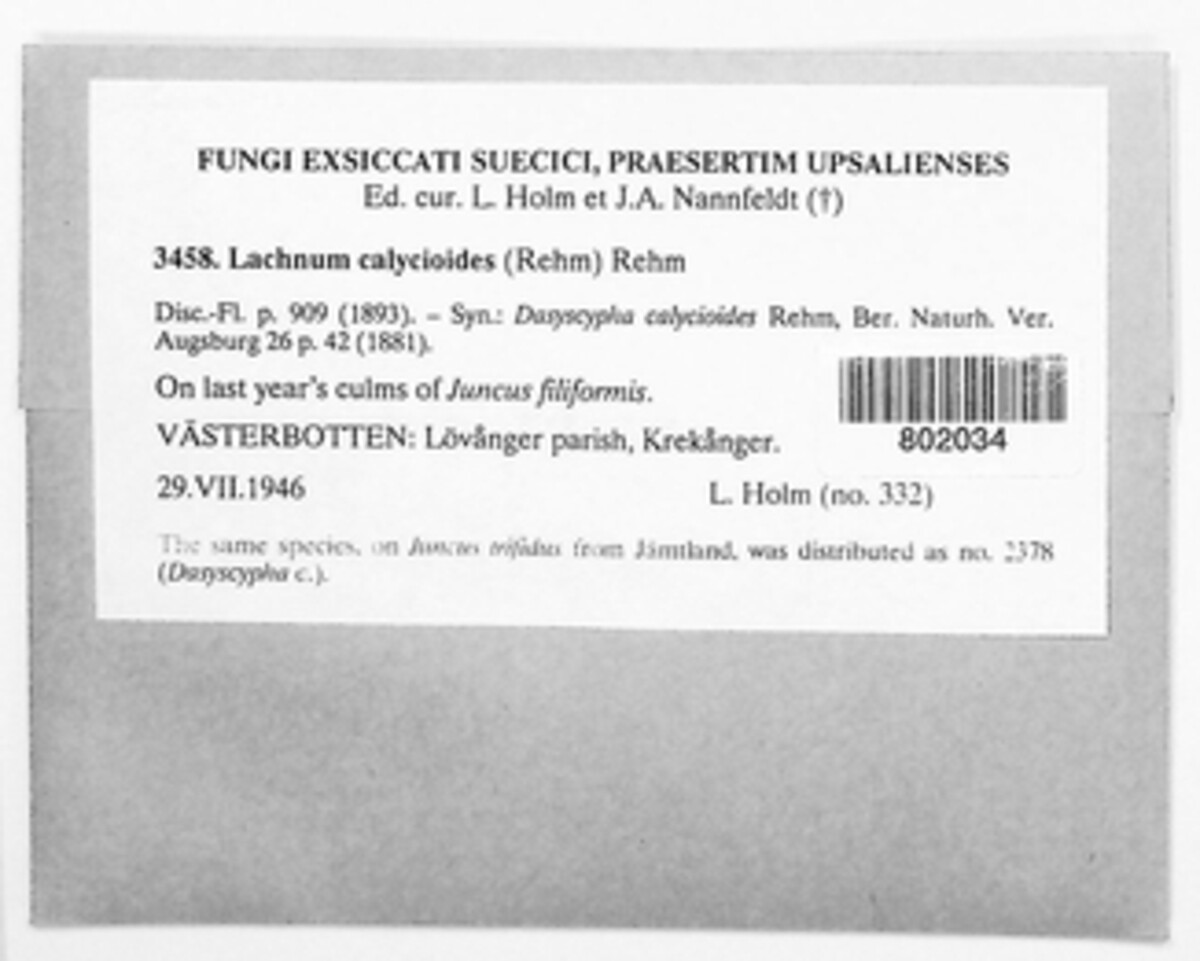 FUNGI EXSICCATI SUECICI, PRAESERTIM UPSALIENSES
Ed. cur. L. Holm et J.A. Nannfeldt (†)
3458. Lachnum calycioides (Rehm) Rehm
Disc.-Fl. p. 909 (1893). – Syn.: Dasyscypha calycioides Rehm, Ber. Naturh. Ver.
Augsburg 26 p. 42 (1881).
On last year's culms of Juncus filiformis.
VÄSTERBOTTEN: Lövånger parish, Krekånger.
802034
29.VII.1946 L. Holm (no. 332)
The same species, on Juncus trifidus from Jämtland, was distributed as no. 2378
(Dasyscypha c.).